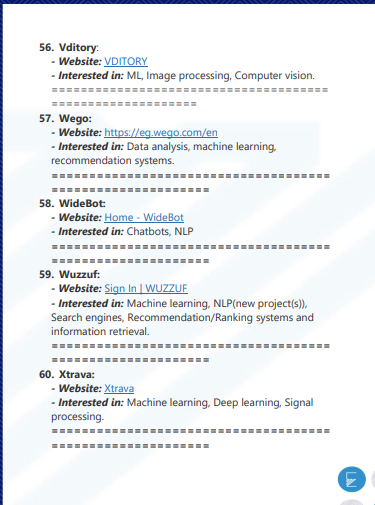 56. Vditory:
- Website: VDITORY
- Interested in: ML, Image processing, Computer vision.
=====================================
====================
57. Wego:
- Website: https://eg.wego.com/en
- Interested in: Data analysis, machine learning,
recommendation systems.
=====================================
=====================
58. WideBot:
- Website: Home - WideBot
- Interested in: Chatbots, NLP
=====================================
=====================
59. Wuzzuf:
- Website: Sign In | WUZZUF
- Interested in: Machine learning, NLP(new project(s)),
Search engines, Recommendation/Ranking systems and
information retrieval.
=====================================
=====================
60. Xtrava:
- Website: Xtrava
- Interested in: Machine learning, Deep learning, Signal
processing.
=====================================
=====================